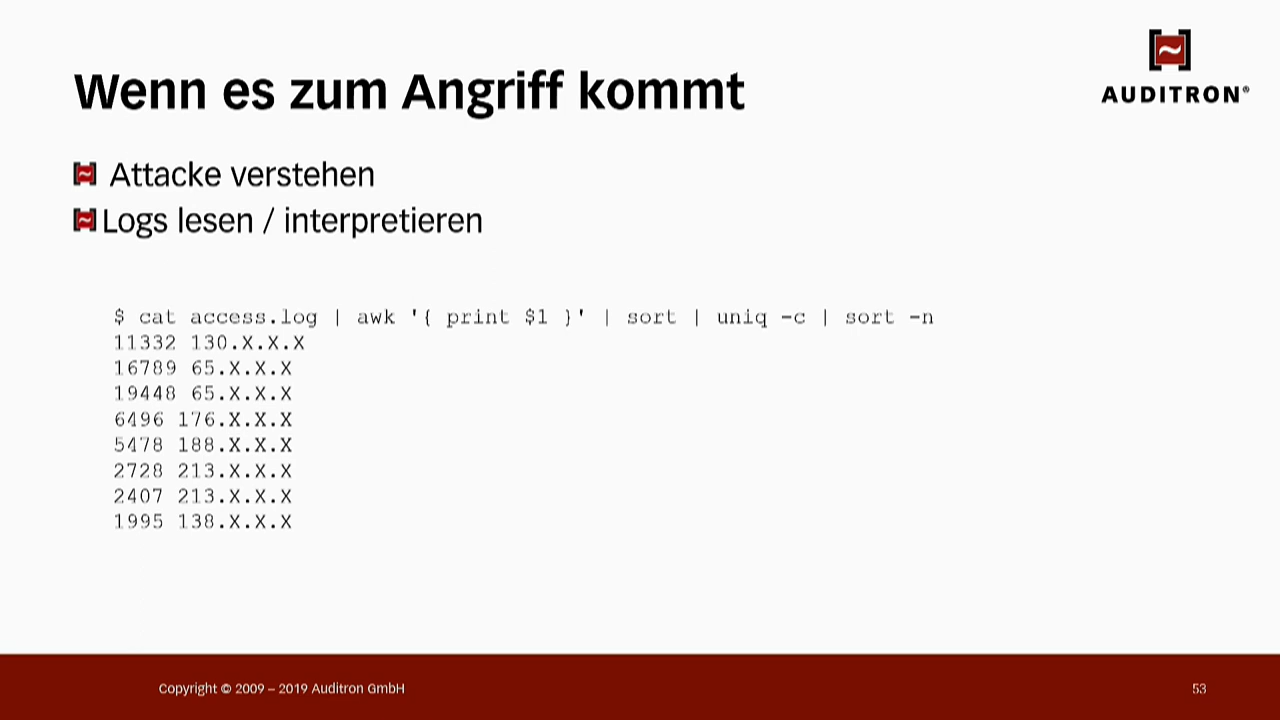 Wenn es zum Angriff kommt
AUDITRON®
Attacke verstehen
Logs lesen / interpretieren
$ cat access.log | awk '{ print $1 }' | sort | uniq -c | sort -n
11332 130.X.X.X
16789 65.X.X.X
19448 65.X.X.X
6496 176.X.X.X
5478 188.X.X.X
2728 213.X.X.X
2407 213.X.X.X
1995 138.X.X.X
Copyright © 2009 – 2019 Auditron GmbH
53